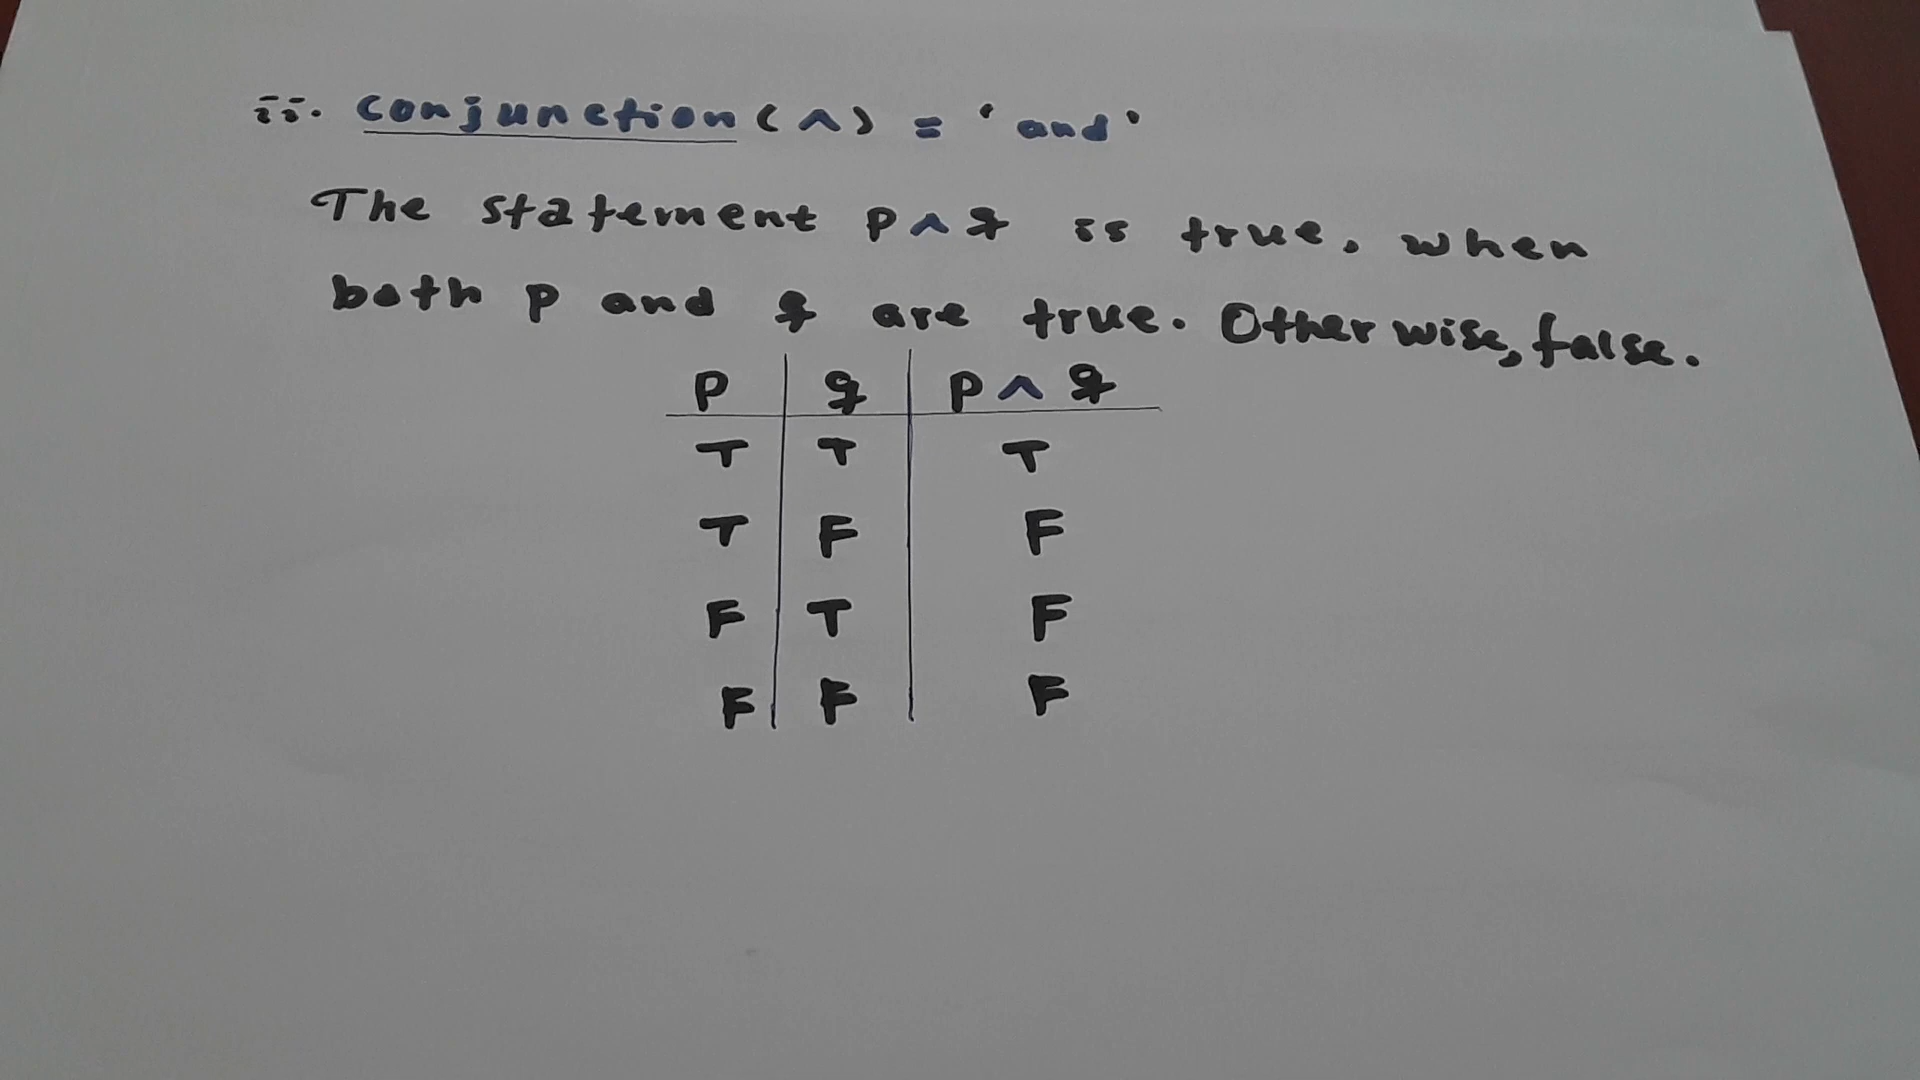 ii. conjunction (∧) = 'and'
The statement p ∧ q is true, when
both p and q are true. Otherwise, false.
p q p ∧ q
T T T
T F F
F T F
F F F